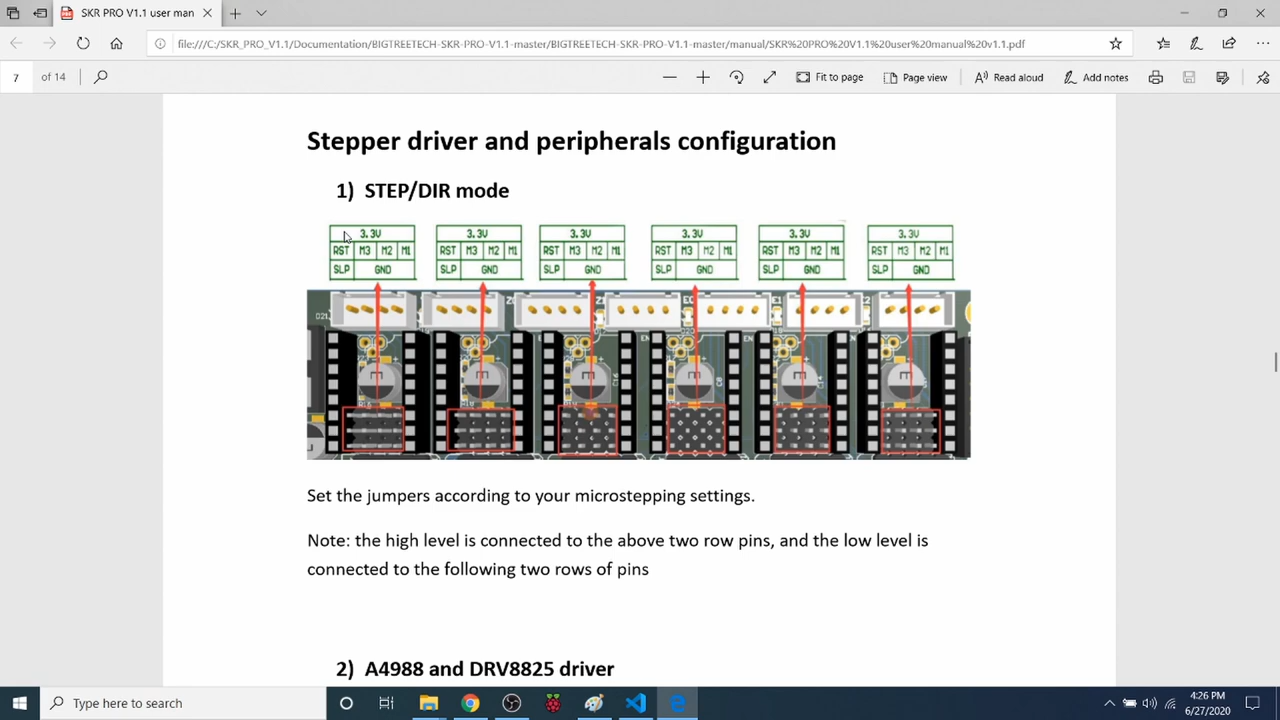 SKR PRO V1.1 user man
file:///C:/SKR_PRO_V1.1/Documentation/BIGTREETECH-SKR-PRO-V1.1-master/BIGTREETECH-SKR-PRO-V1.1-master/manual/SKR%20PRO%20V1.1%20user%20manual%20v1.1.pdf
7 of 14 Fit to page Page view Read aloud Add notes
Stepper driver and peripherals configuration
1) STEP/DIR mode
3.3V 3.3V 3.3V 3.3V 3.3V 3.3V
RST M3 M2 M1 RST M3 M2 M1 RST M3 M2 M1 RST M3 M2 M1 RST M3 M2 M1 RST M3 M2 M1
SLP GND SLP GND SLP GND SLP GND SLP GND SLP GND
Set the jumpers according to your microstepping settings.
Note: the high level is connected to the above two row pins, and the low level is
connected to the following two rows of pins
2) A4988 and DRV8825 driver
Type here to search
4:26 PM
6/27/2020